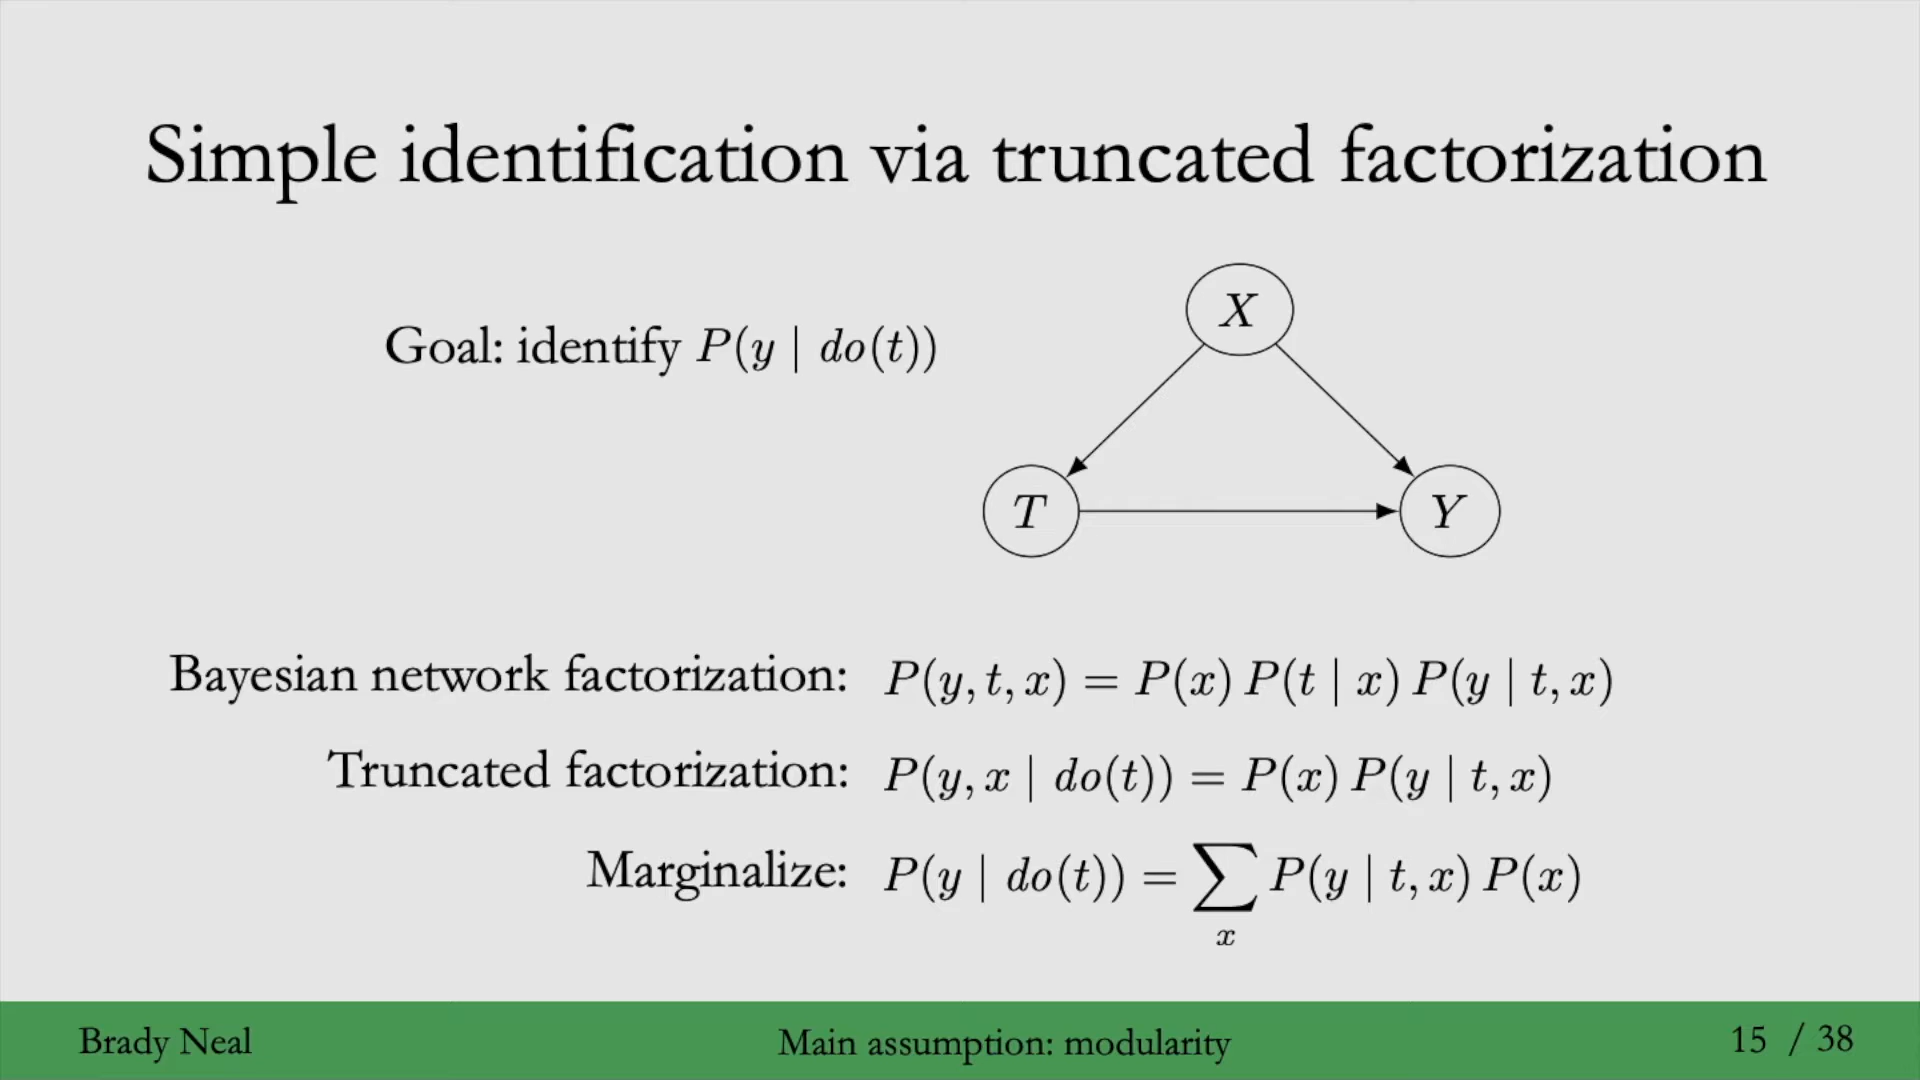 Simple identification via truncated factorization
Goal: identify P(y | do(t))
X
T
Y
Bayesian network factorization: P(y, t, x) = P(x) P(t | x) P(y | t, x)
Truncated factorization: P(y, x | do(t)) = P(x) P(y | t, x)
Marginalize: P(y | do(t)) = ∑ P(y | t, x) P(x)
x
Brady Neal
Main assumption: modularity
15 / 38